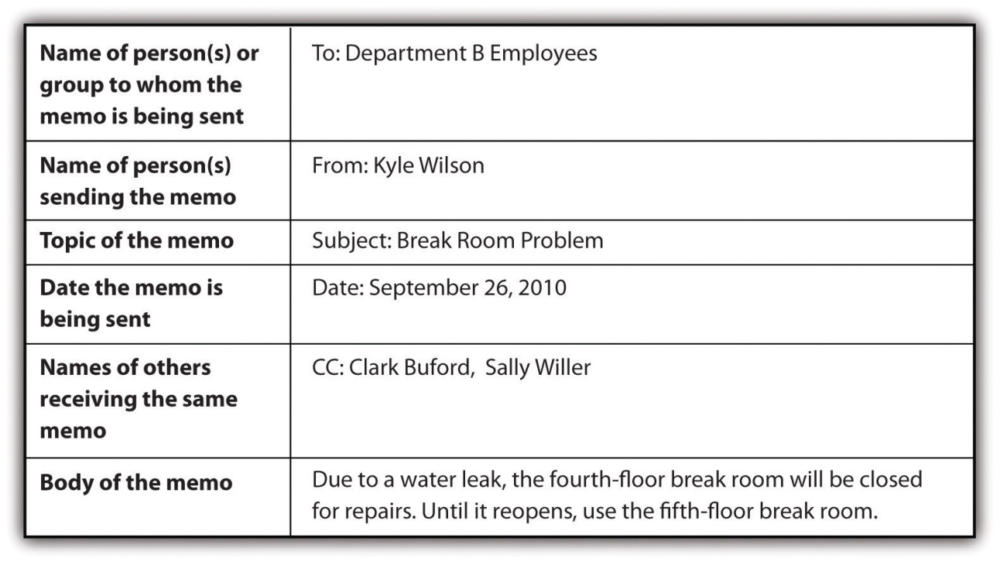 Name of person(s) or
group to whom the
memo is being sent
To: Department B Employees
Name of person(s)
sending the memo
From: Kyle Wilson
Topic of the memo
Subject: Break Room Problem
Date the memo is
being sent
Date: September 26, 2010
Names of others
receiving the same
memo
CC: Clark Buford,  Sally Willer
Body of the memo
Due to a water leak, the fourth-floor break room will be closed
for repairs. Until it reopens, use the fifth-floor break room.